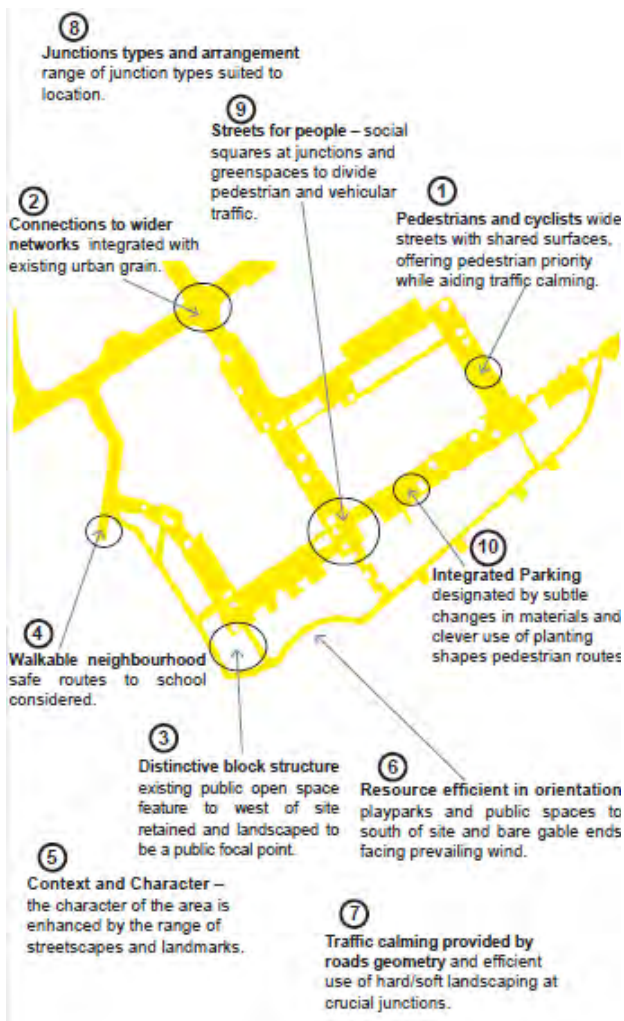 8
Junctions types and arrangement
range of junction types suited to
location.
9
Streets for people – social
squares at junctions and
greenspaces to divide
pedestrian and vehicular
traffic.
2
Connections to wider
networks integrated with
existing urban grain.
1
Pedestrians and cyclists wide
streets with shared surfaces,
offering pedestrian priority
while aiding traffic calming.
10
Integrated Parking
designated by subtle
changes in materials and
clever use of planting
shapes pedestrian routes
4
Walkable neighbourhood
safe routes to school
considered.
3
Distinctive block structure
existing public open space
feature to west of site
retained and landscaped to
be a public focal point.
6
Resource efficient in orientation
playparks and public spaces to
south of site and bare gable ends
facing prevailing wind.
5
Context and Character –
the character of the area is
enhanced by the range of
streetscapes and landmarks.
7
Traffic calming provided by
roads geometry and efficient
use of hard/soft landscaping at
crucial junctions.